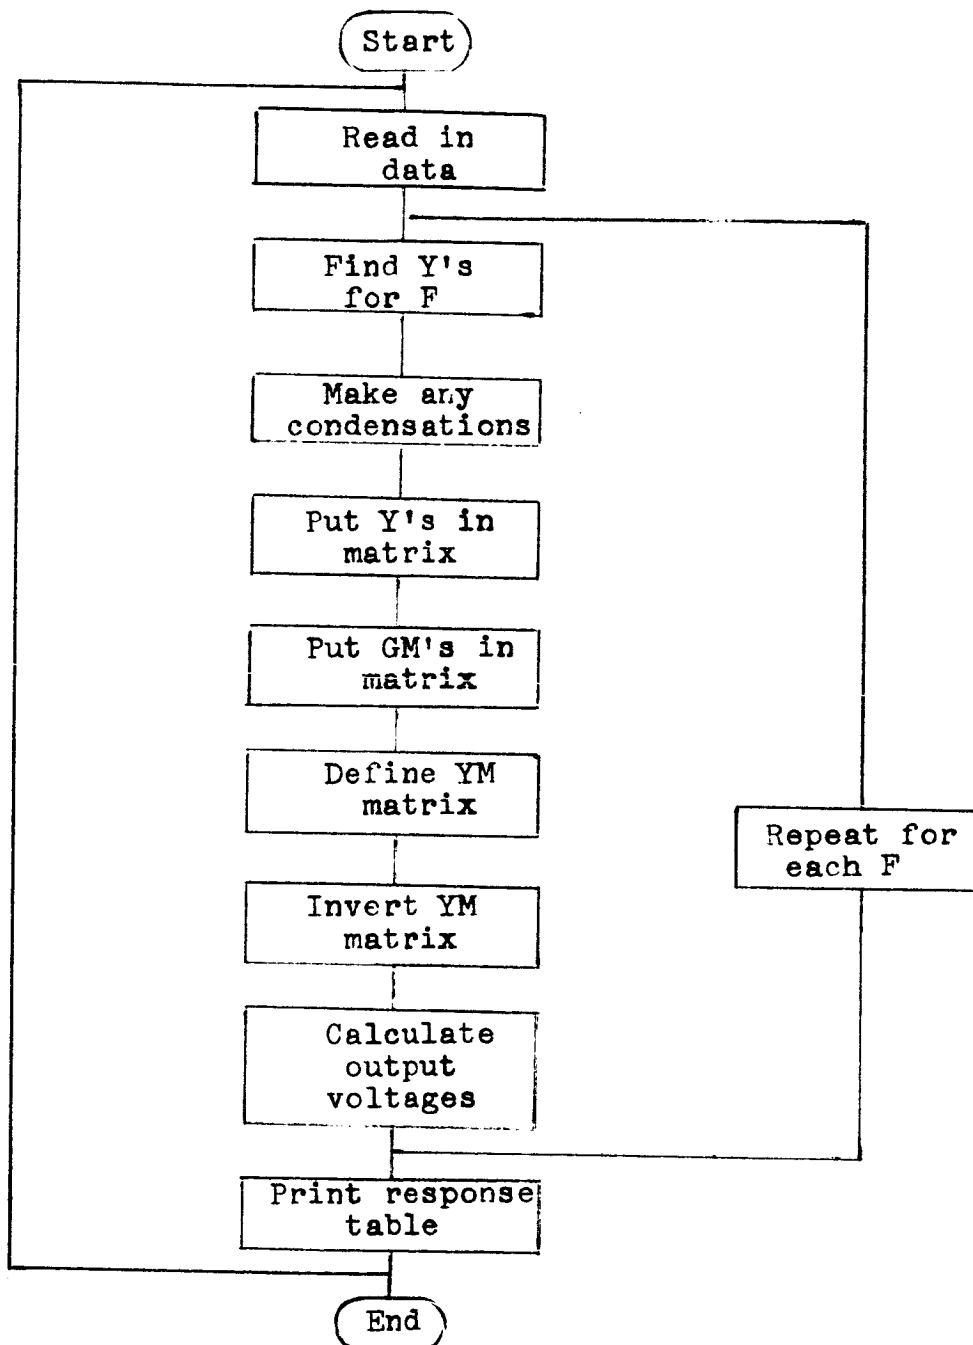 Start
Read in
data
Find Y's
for F
Make any
condensations
Put Y's in
matrix
Put GM's in
matrix
Define YM
matrix
Repeat for
each F
Invert YM
matrix
Calculate
output
voltages
Print response
table
End